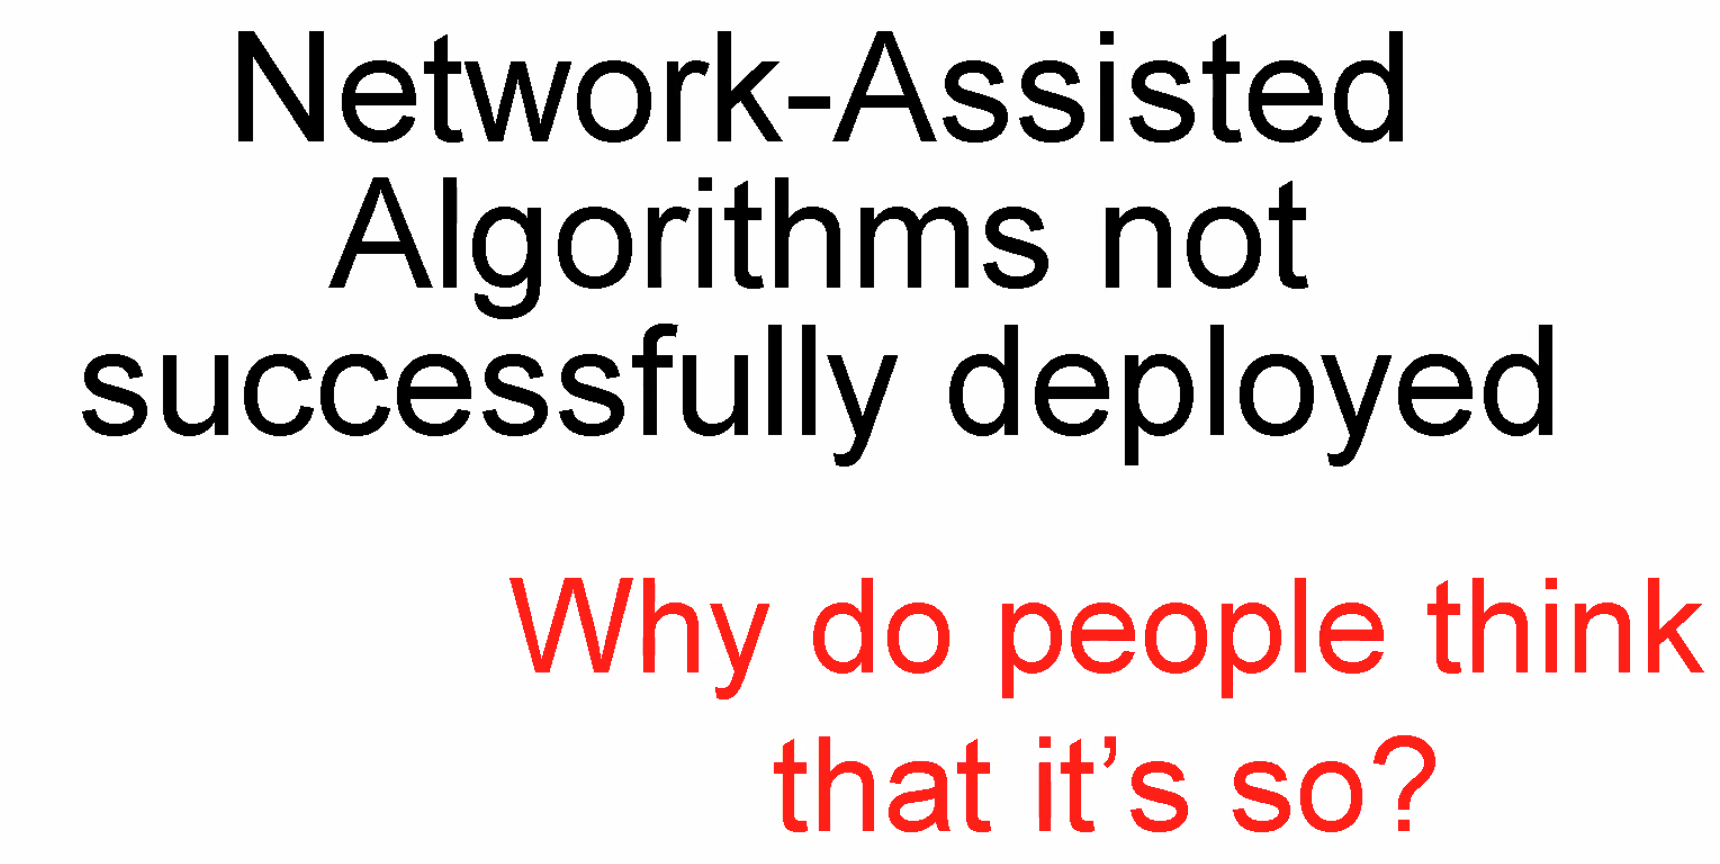 Network-Assisted
Algorithms not
successfully deployed
Why do people think
that it’s so?